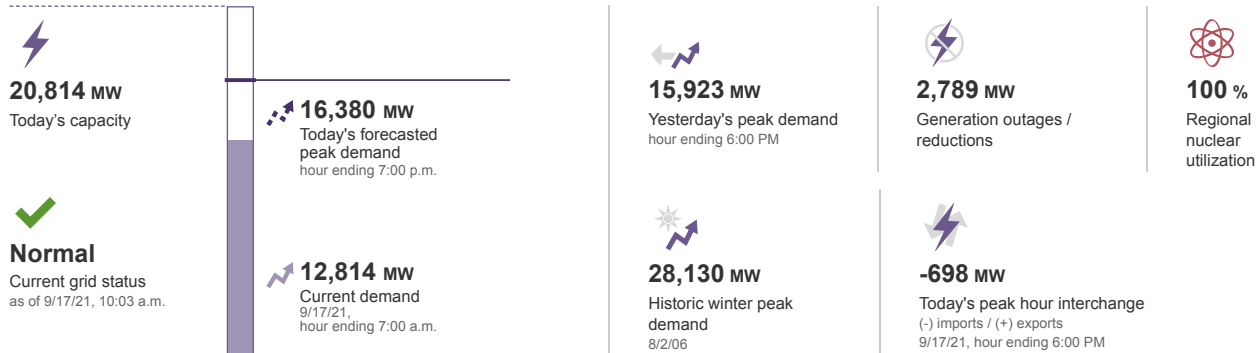 20,814 MW
Today's capacity
Normal
Current grid status
as of 9/17/21, 10:03 a.m.
16,380 MW
Today's forecasted
peak demand
hour ending 7:00 p.m.
12,814 MW
Current demand
9/17/21,
hour ending 7:00 a.m.
15,923 MW
Yesterday's peak demand
hour ending 6:00 PM
2,789 MW
Generation outages /
reductions
100 %
Regional
nuclear
utilization
28,130 MW
Historic winter peak
demand
8/2/06
-698 MW
Today's peak hour interchange
(-) imports / (+) exports
9/17/21, hour ending 6:00 PM